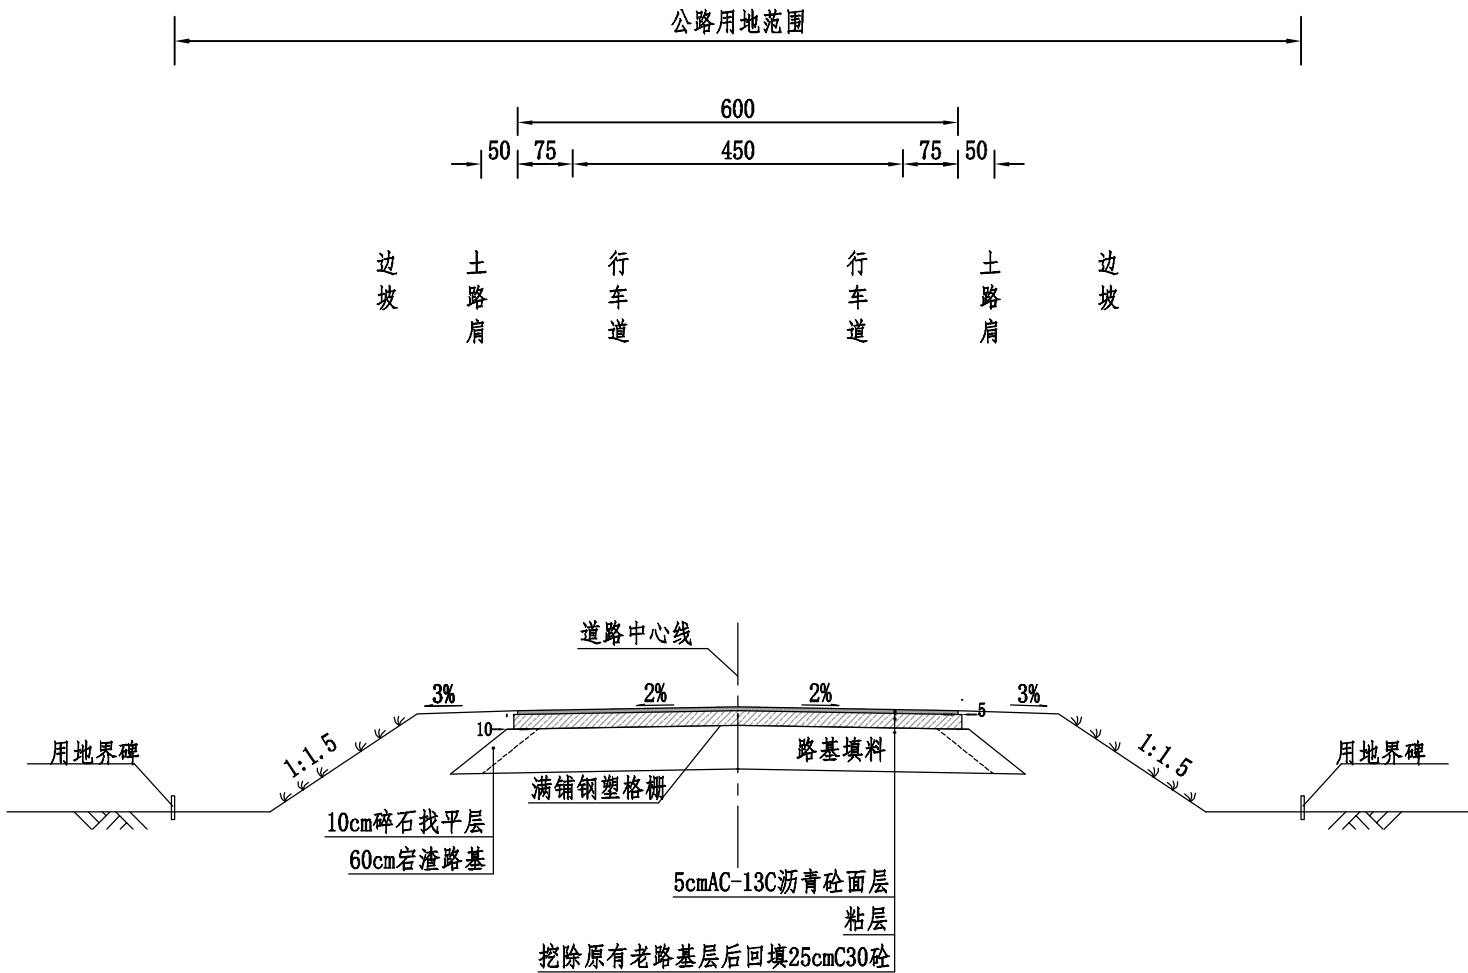 公路用地范围
600
50 75 450 75 50
边坡 土路肩 行车道 行车道 土路肩 边坡
道路中心线
3% 2% 2% 3%
5
10
1:1.5 路基填料 1:1.5
用地界碑 用地界碑
满铺钢塑格栅
10cm碎石找平层
60cm宕渣路基
5cmAC-13C沥青砼面层
粘层
挖除原有老路基层后回填25cmC30砼